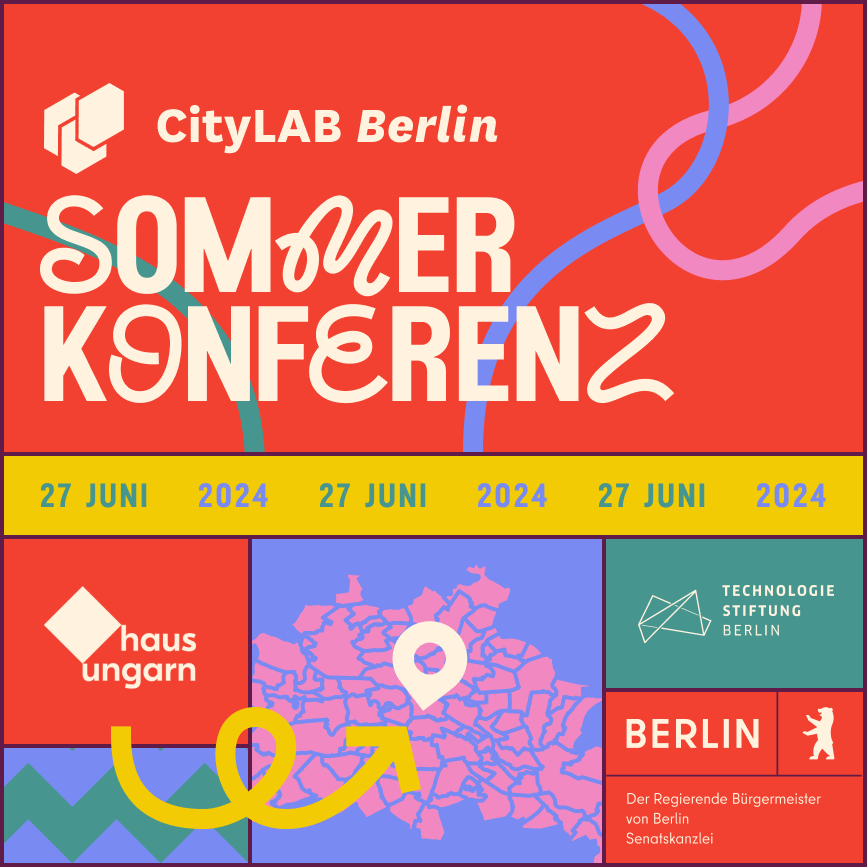 CityLAB Berlin
SOMMER
KONFERENZ
27 JUNI 2024 27 JUNI 2024 27 JUNI 2024
haus
ungarn
TECHNOLOGIE
STIFTUNG
BERLIN
BERLIN
Der Regierende Bürgermeister
von Berlin
Senatskanzlei